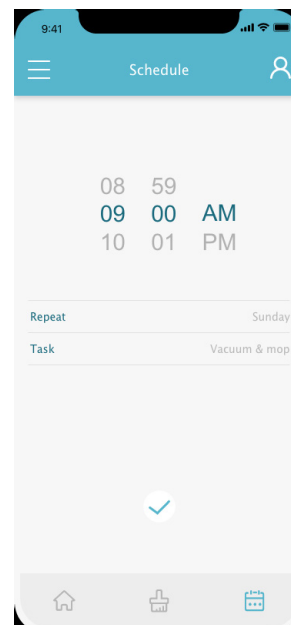 9:41
Schedule
08 59
09 00 AM
10 01 PM
Repeat Sunday
Task Vacuum & mop